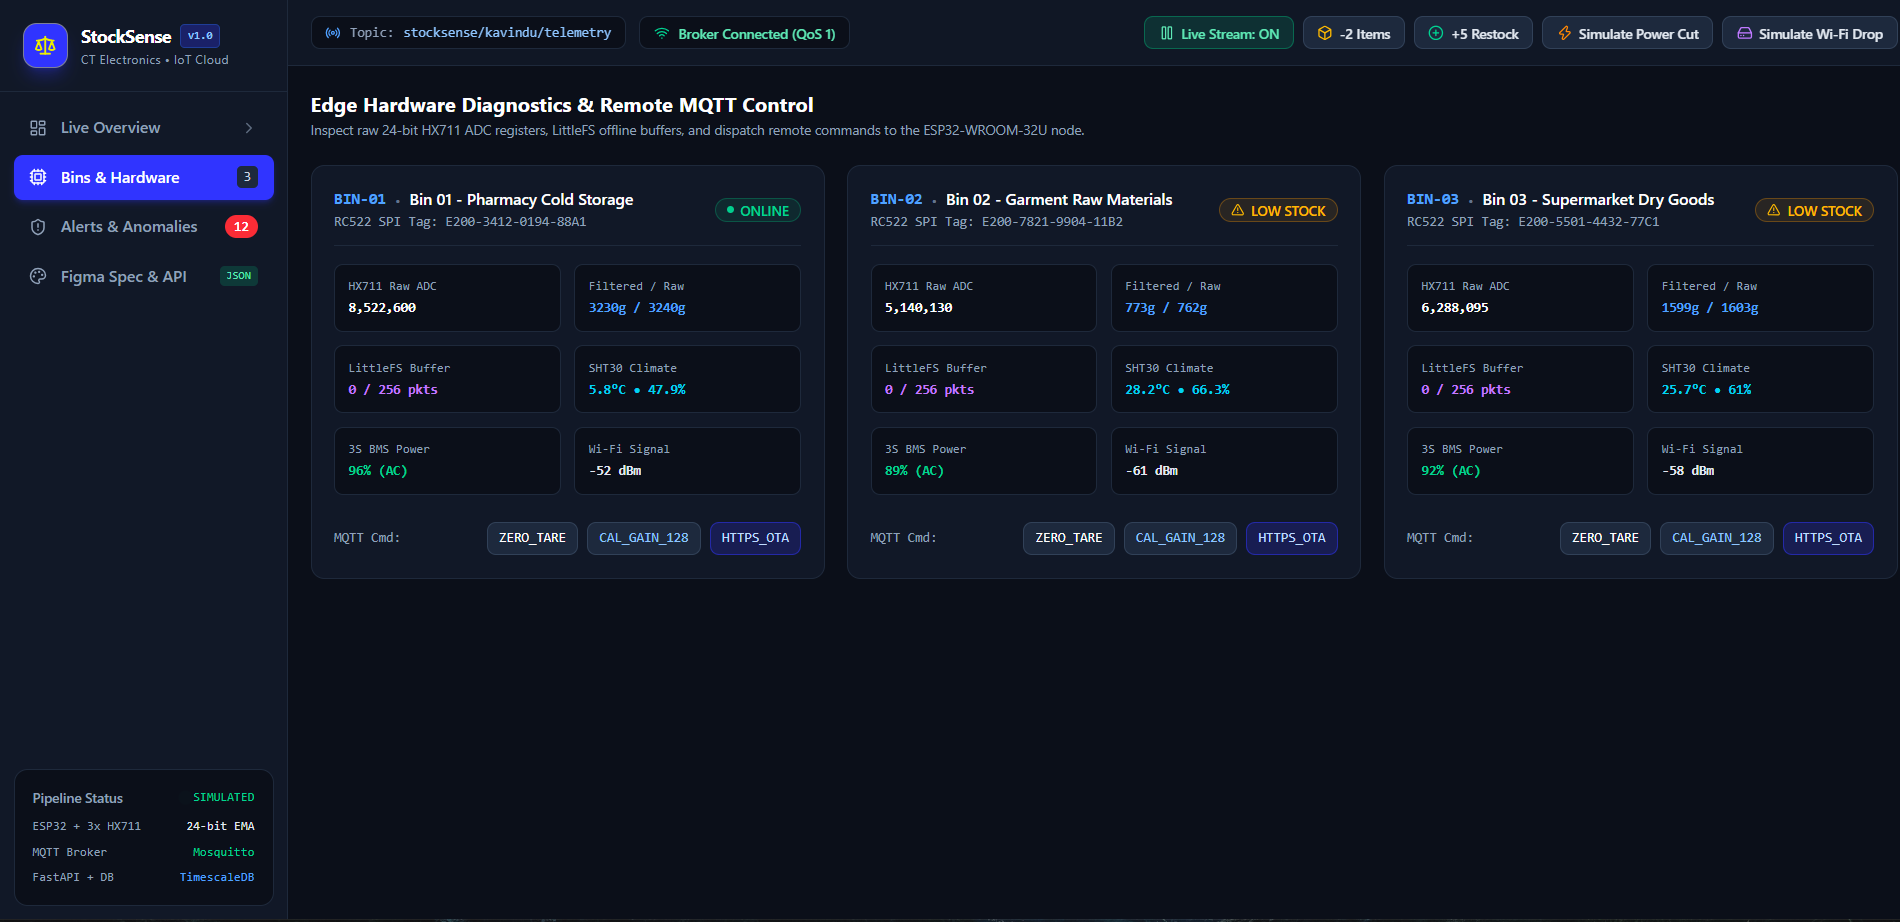 StockSense v1.0
CT Electronics • IoT Cloud
Topic: stocksense/kavindu/telemetry
Broker Connected (QoS 1)
Live Stream: ON
-2 Items
+5 Restock
Simulate Power Cut
Simulate Wi-Fi Drop
Live Overview
Bins & Hardware 3
Alerts & Anomalies 12
Figma Spec & API JSON
Pipeline Status SIMULATED
ESP32 + 3x HX711 24-bit EMA
MQTT Broker Mosquitto
FastAPI + DB TimescaleDB
Edge Hardware Diagnostics & Remote MQTT Control
Inspect raw 24-bit HX711 ADC registers, LittleFS offline buffers, and dispatch remote commands to the ESP32-WROOM-32U node.
BIN-01 • Bin 01 - Pharmacy Cold Storage
RC522 SPI Tag: E200-3412-0194-88A1
ONLINE
HX711 Raw ADC
8,522,600
Filtered / Raw
3230g / 3240g
LittleFS Buffer
0 / 256 pkts
SHT30 Climate
5.8°C • 47.9%
3S BMS Power
96% (AC)
Wi-Fi Signal
-52 dBm
MQTT Cmd: ZERO_TARE CAL_GAIN_128 HTTPS_OTA
BIN-02 • Bin 02 - Garment Raw Materials
RC522 SPI Tag: E200-7821-9904-11B2
LOW STOCK
HX711 Raw ADC
5,140,130
Filtered / Raw
773g / 762g
LittleFS Buffer
0 / 256 pkts
SHT30 Climate
28.2°C • 66.3%
3S BMS Power
89% (AC)
Wi-Fi Signal
-61 dBm
MQTT Cmd: ZERO_TARE CAL_GAIN_128 HTTPS_OTA
BIN-03 • Bin 03 - Supermarket Dry Goods
RC522 SPI Tag: E200-5501-4432-77C1
LOW STOCK
HX711 Raw ADC
6,288,095
Filtered / Raw
1599g / 1603g
LittleFS Buffer
0 / 256 pkts
SHT30 Climate
25.7°C • 61%
3S BMS Power
92% (AC)
Wi-Fi Signal
-58 dBm
MQTT Cmd: ZERO_TARE CAL_GAIN_128 HTTPS_OTA